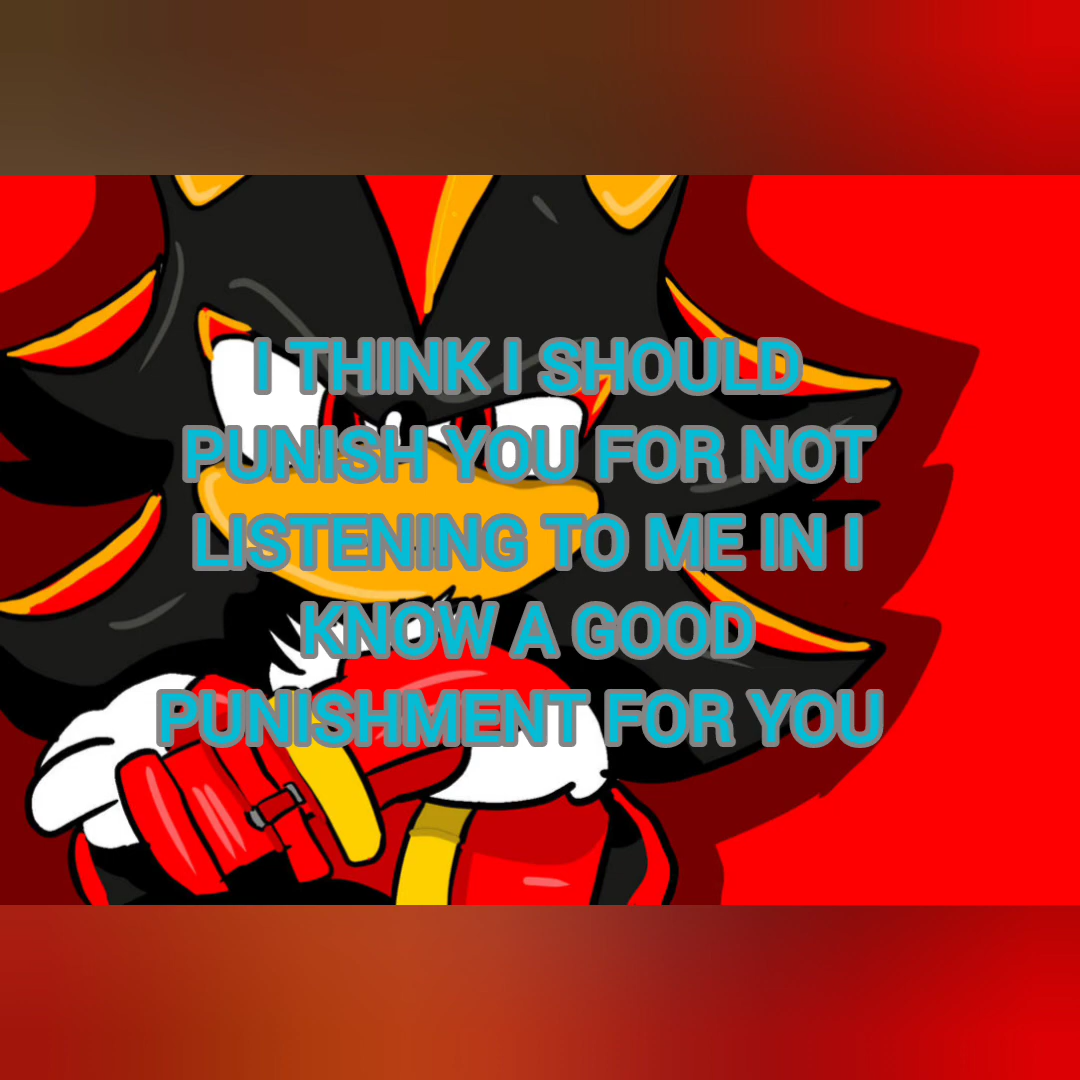 I THINK I SHOULD
PUNISH YOU FOR NOT
LISTENING TO ME IN I
KNOW A GOOD
PUNISHMENT FOR YOU